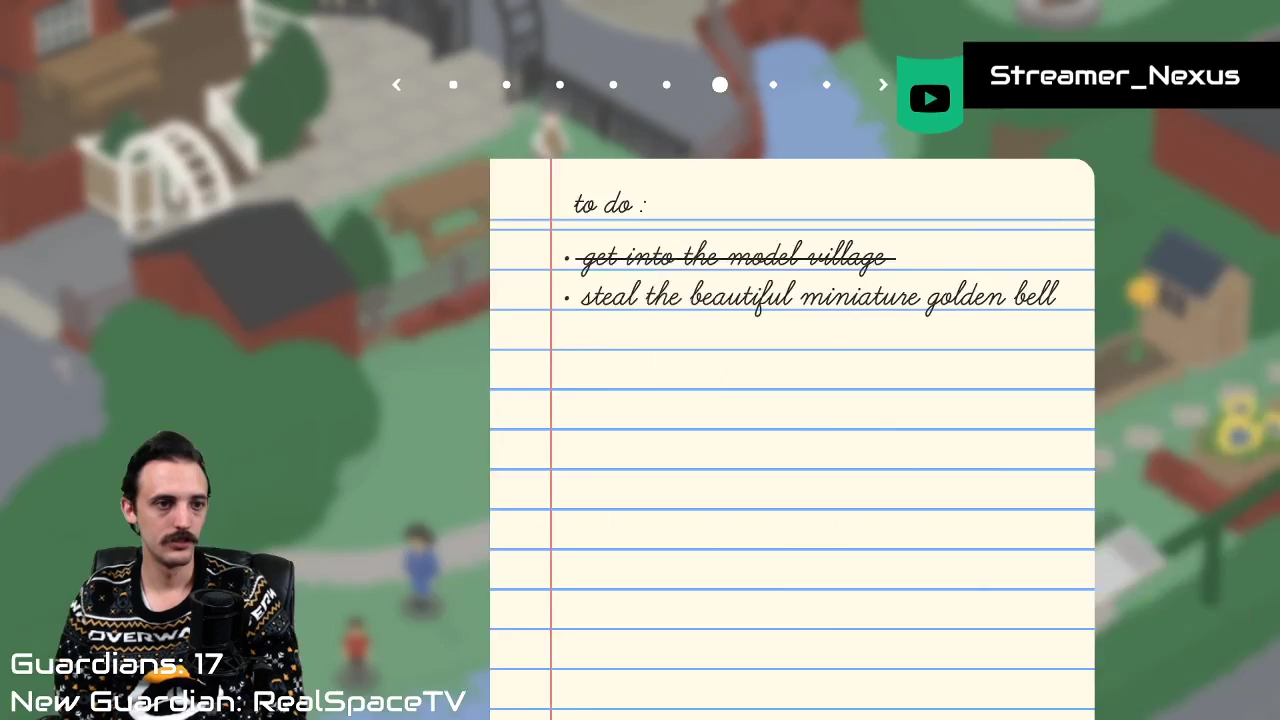 Streamer_Nexus
to do :
• get into the model village
• steal the beautiful miniature golden bell
OVERWA
Guardians: 17
New Guardian: RealSpaceTV